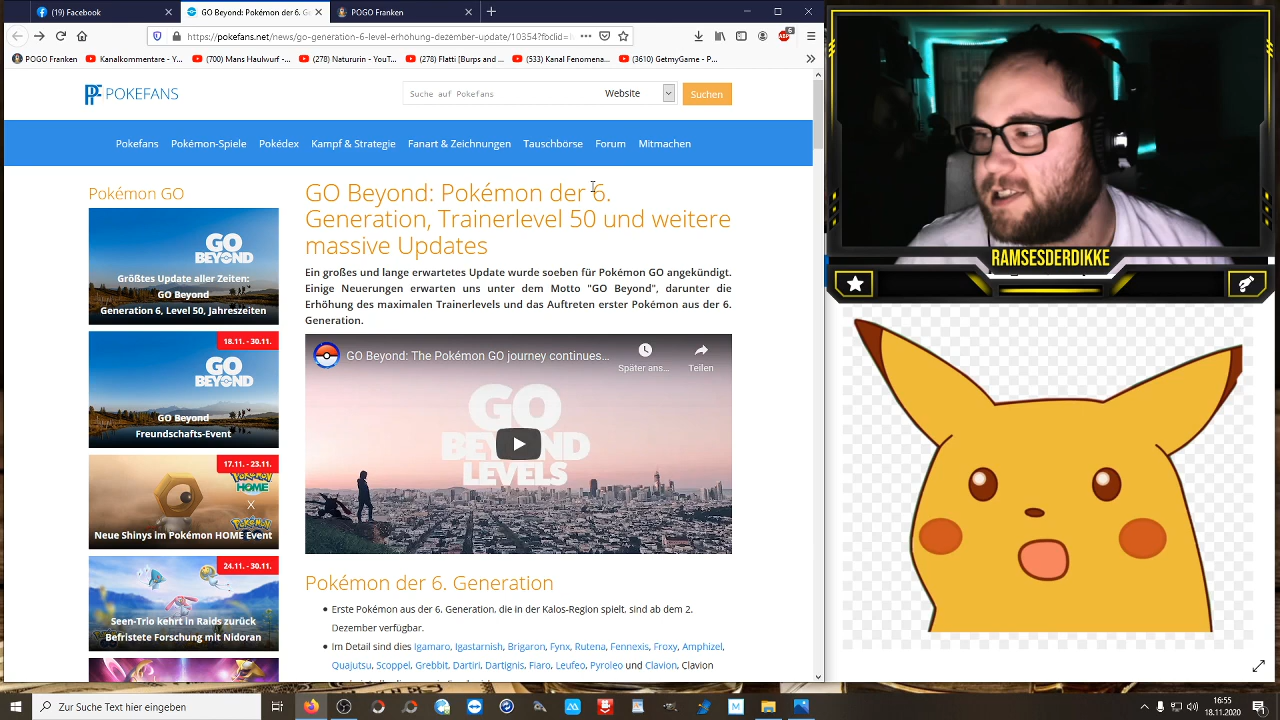 (19) Facebook
GO Beyond: Pokémon der 6. Ge
POGO Franken
https://pokefans.net/news/go-generation-6-level-erhöhung-dezember-update/10354?fbclid=I
6
POGO Franken
Kanalkommentare - Y...
(700) Mans Haulwurf - ...
(278) Natururin - YouT...
(278) Flatti [Burps and ...
(533) Kanal Fenomena...
(3610) GetmyGame - P...
POKEFANS
Suche auf Pokefans
Website
Suchen
Pokefans Pokémon-Spiele Pokédex Kampf & Strategie Fanart & Zeichnungen Tauschbörse Forum Mitmachen
Pokémon GO
GO
BEYOND
Größtes Update aller Zeiten:
GO Beyond
Generation 6, Level 50, Jahreszeiten
18.11. - 30.11.
GO
BEYOND
GO Beyond
Freundschafts-Event
17.11. - 23.11.
Pokémon
HOME
X
Pokémon
Neue Shinys im Pokémon HOME Event
24.11. - 30.11.
Seen-Trio kehrt in Raids zurück
Befristete Forschung mit Nidoran
GO Beyond: Pokémon der 6.
Generation, Trainerlevel 50 und weitere
massive Updates
Ein großes und lange erwartetes Update wurde soeben für Pokémon GO angekündigt.
Einige Neuerungen erwarten uns unter dem Motto "GO Beyond", darunter die
Erhöhung des maximalen Trainerlevels und das Auftreten erster Pokémon aus der 6.
Generation.
GO Beyond: The Pokémon GO journey continues...
Später ans...
Teilen
GO
BEYOND
LEVELS
Pokémon der 6. Generation
Erste Pokémon aus der 6. Generation, die in der Kalos-Region spielt, sind ab dem 2.
Dezember verfügbar.
Im Detail sind dies Igamaro, Igastarnish, Brigaron, Fynx, Rutena, Fennexis, Froxy, Amphizel,
Quajutsu, Scoppel, Grebbit, Dartiri, Dartignis, Fiaro, Leufeo, Pyroleo und Clavion, Clavion
RAMSESDERDIKKE
Zur Suche Text hier eingeben
16:55
18.11.2020